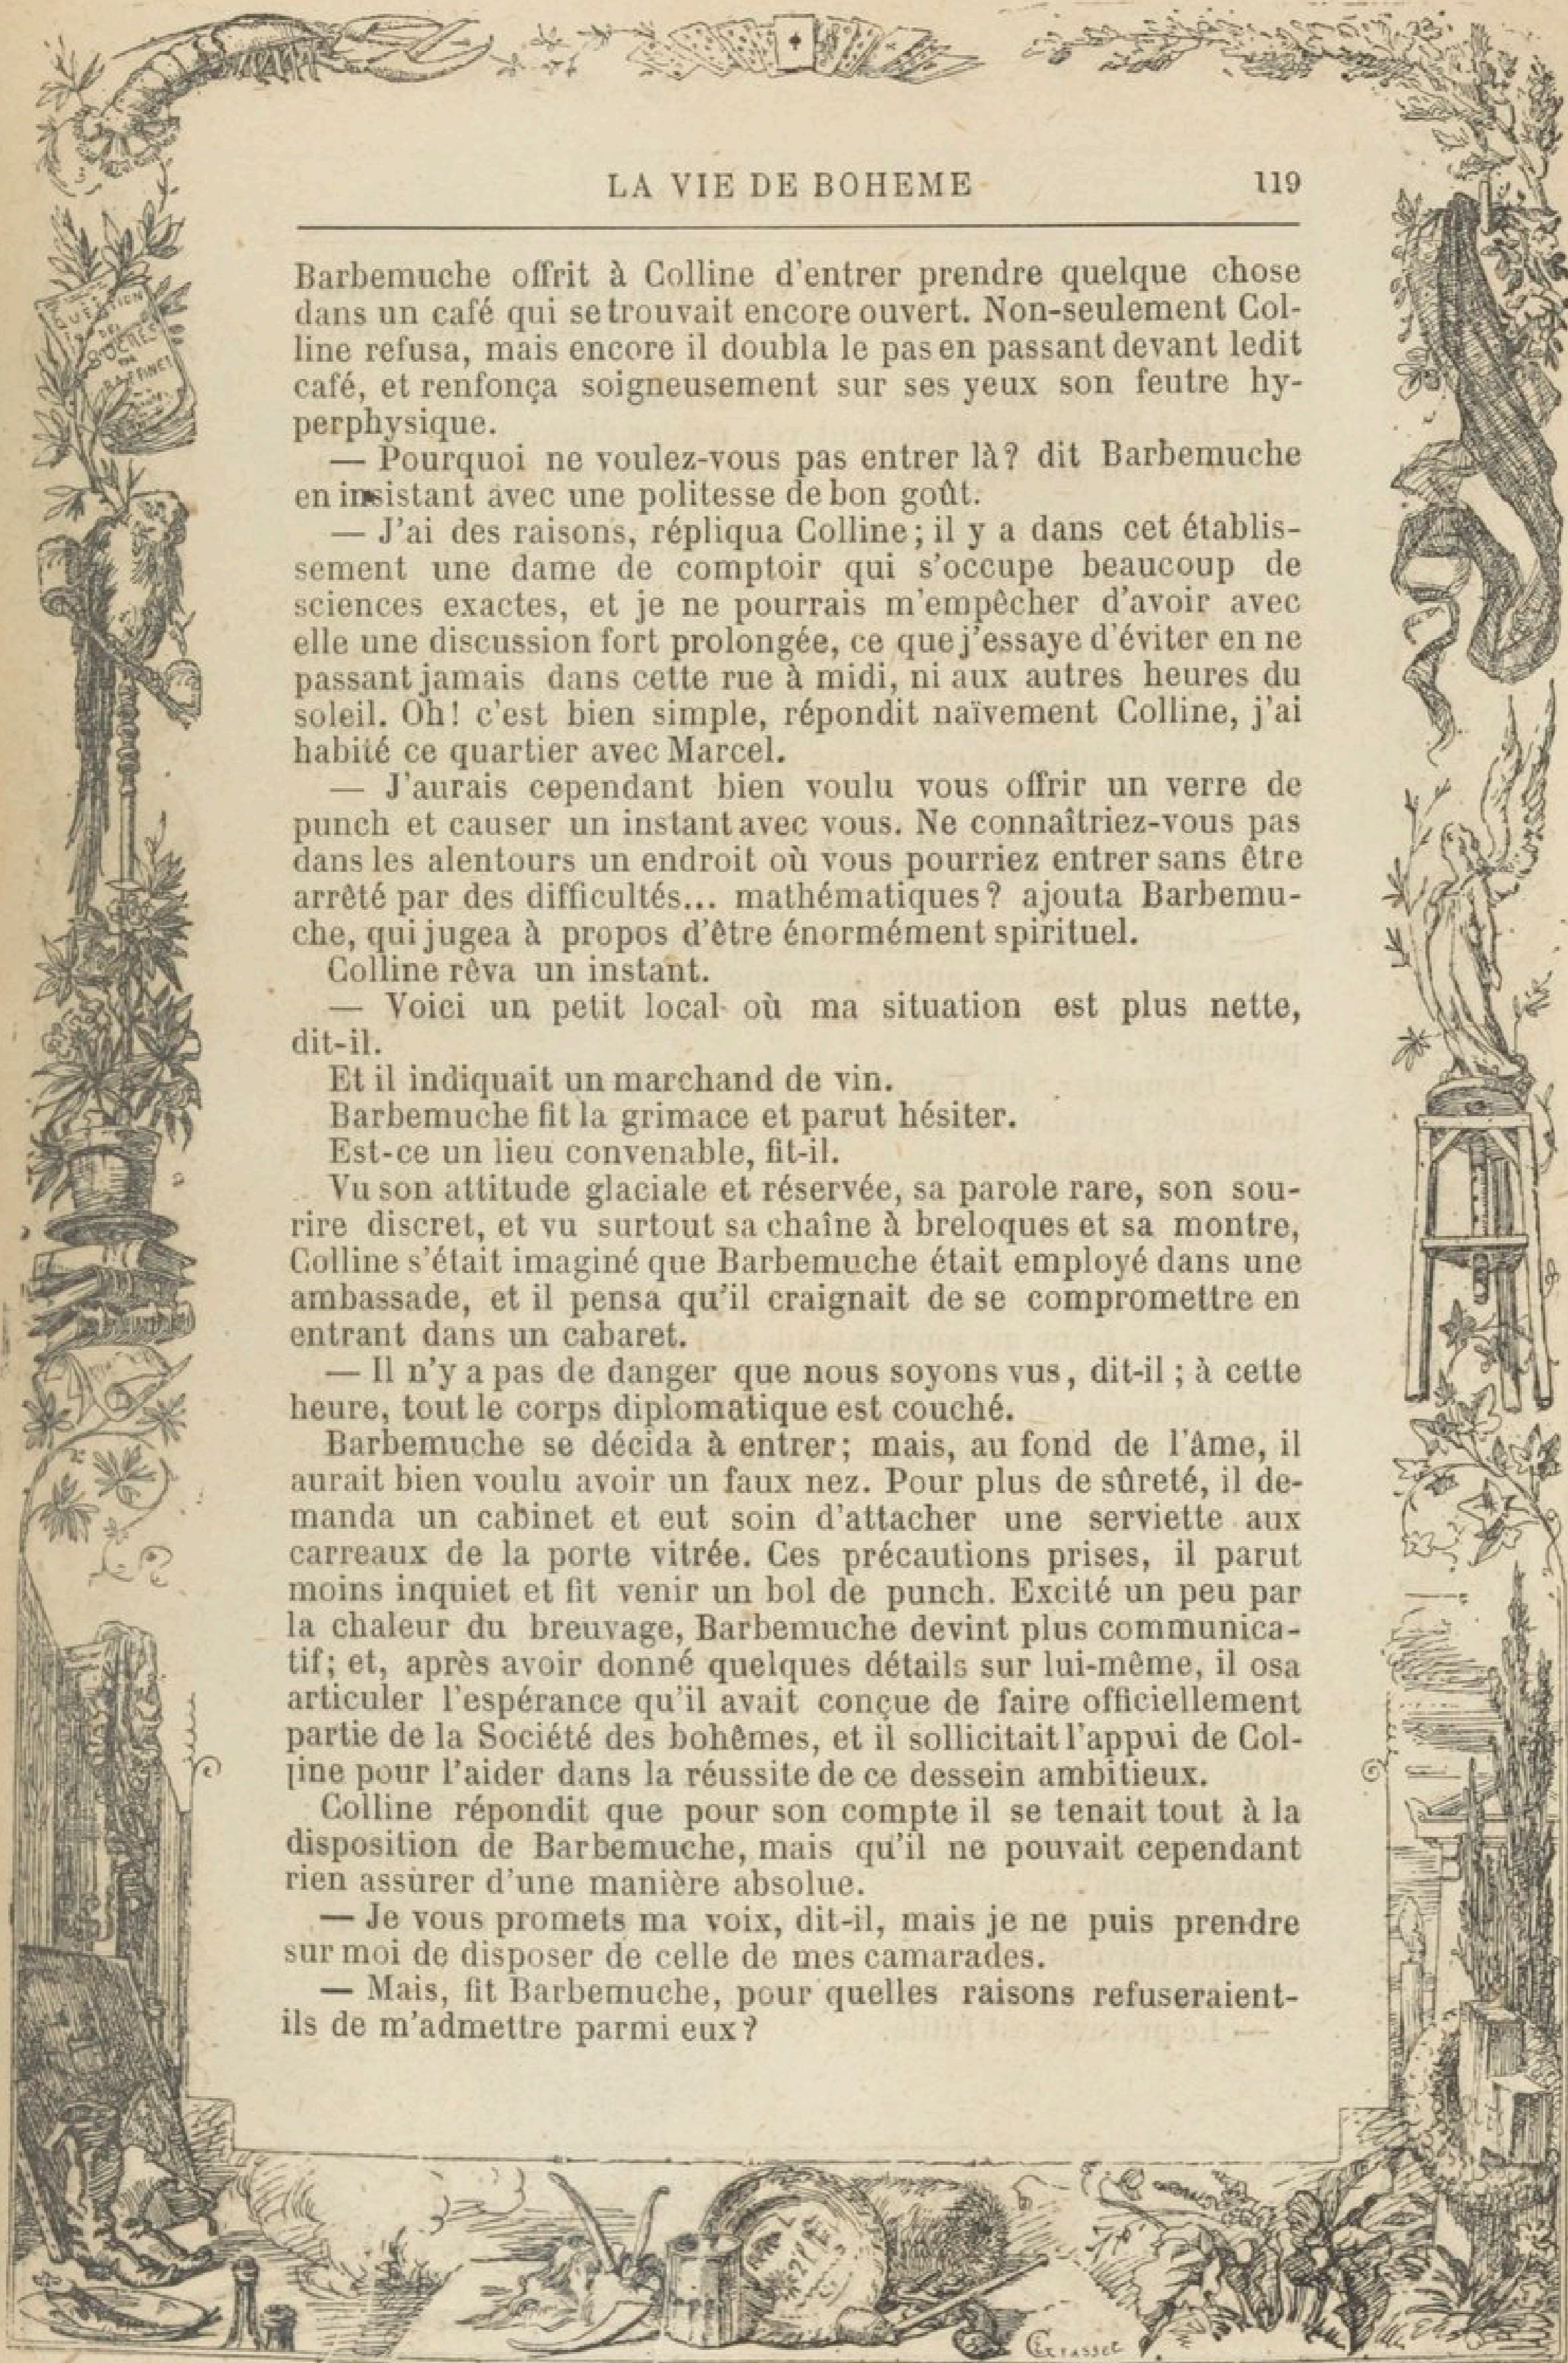 LA VIE DE BOHEME 119
Barbemuche offrit à Colline d'entrer prendre quelque chose
dans un café qui se trouvait encore ouvert. Non-seulement Col-
line refusa, mais encore il doubla le pas en passant devant ledit
café, et renfonça soigneusement sur ses yeux son feutre hy-
perphysique.
— Pourquoi ne voulez-vous pas entrer là? dit Barbemuche
en insistant avec une politesse de bon goût.
— J'ai des raisons, répliqua Colline; il y a dans cet établis-
sement une dame de comptoir qui s'occupe beaucoup de
sciences exactes, et je ne pourrais m'empêcher d'avoir avec
elle une discussion fort prolongée, ce que j'essaye d'éviter en ne
passant jamais dans cette rue à midi, ni aux autres heures du
soleil. Oh! c'est bien simple, répondit naïvement Colline, j'ai
habité ce quartier avec Marcel.
— J'aurais cependant bien voulu vous offrir un verre de
punch et causer un instant avec vous. Ne connaîtriez-vous pas
dans les alentours un endroit où vous pourriez entrer sans être
arrêté par des difficultés... mathématiques? ajouta Barbemu-
che, qui jugea à propos d'être énormément spirituel.
Colline rêva un instant.
— Voici un petit local où ma situation est plus nette,
dit-il.
Et il indiquait un marchand de vin.
Barbemuche fit la grimace et parut hésiter.
Est-ce un lieu convenable, fit-il.
Vu son attitude glaciale et réservée, sa parole rare, son sou-
rire discret, et vu surtout sa chaîne à breloques et sa montre,
Colline s'était imaginé que Barbemuche était employé dans une
ambassade, et il pensa qu'il craignait de se compromettre en
entrant dans un cabaret.
— Il n'y a pas de danger que nous soyons vus, dit-il; à cette
heure, tout le corps diplomatique est couché.
Barbemuche se décida à entrer; mais, au fond de l'âme, il
aurait bien voulu avoir un faux nez. Pour plus de sûreté, il de-
manda un cabinet et eut soin d'attacher une serviette aux
carreaux de la porte vitrée. Ces précautions prises, il parut
moins inquiet et fit venir un bol de punch. Excité un peu par
la chaleur du breuvage, Barbemuche devint plus communica-
tif; et, après avoir donné quelques détails sur lui-même, il osa
articuler l'espérance qu'il avait conçue de faire officiellement
partie de la Société des bohêmes, et il sollicitait l'appui de Col-
line pour l'aider dans la réussite de ce dessein ambitieux.
Colline répondit que pour son compte il se tenait tout à la
disposition de Barbemuche, mais qu'il ne pouvait cependant
rien assurer d'une manière absolue.
— Je vous promets ma voix, dit-il, mais je ne puis prendre
sur moi de disposer de celle de mes camarades.
— Mais, fit Barbemuche, pour quelles raisons refuseraient-
ils de m'admettre parmi eux?
QUESTION
DES
SUCRES